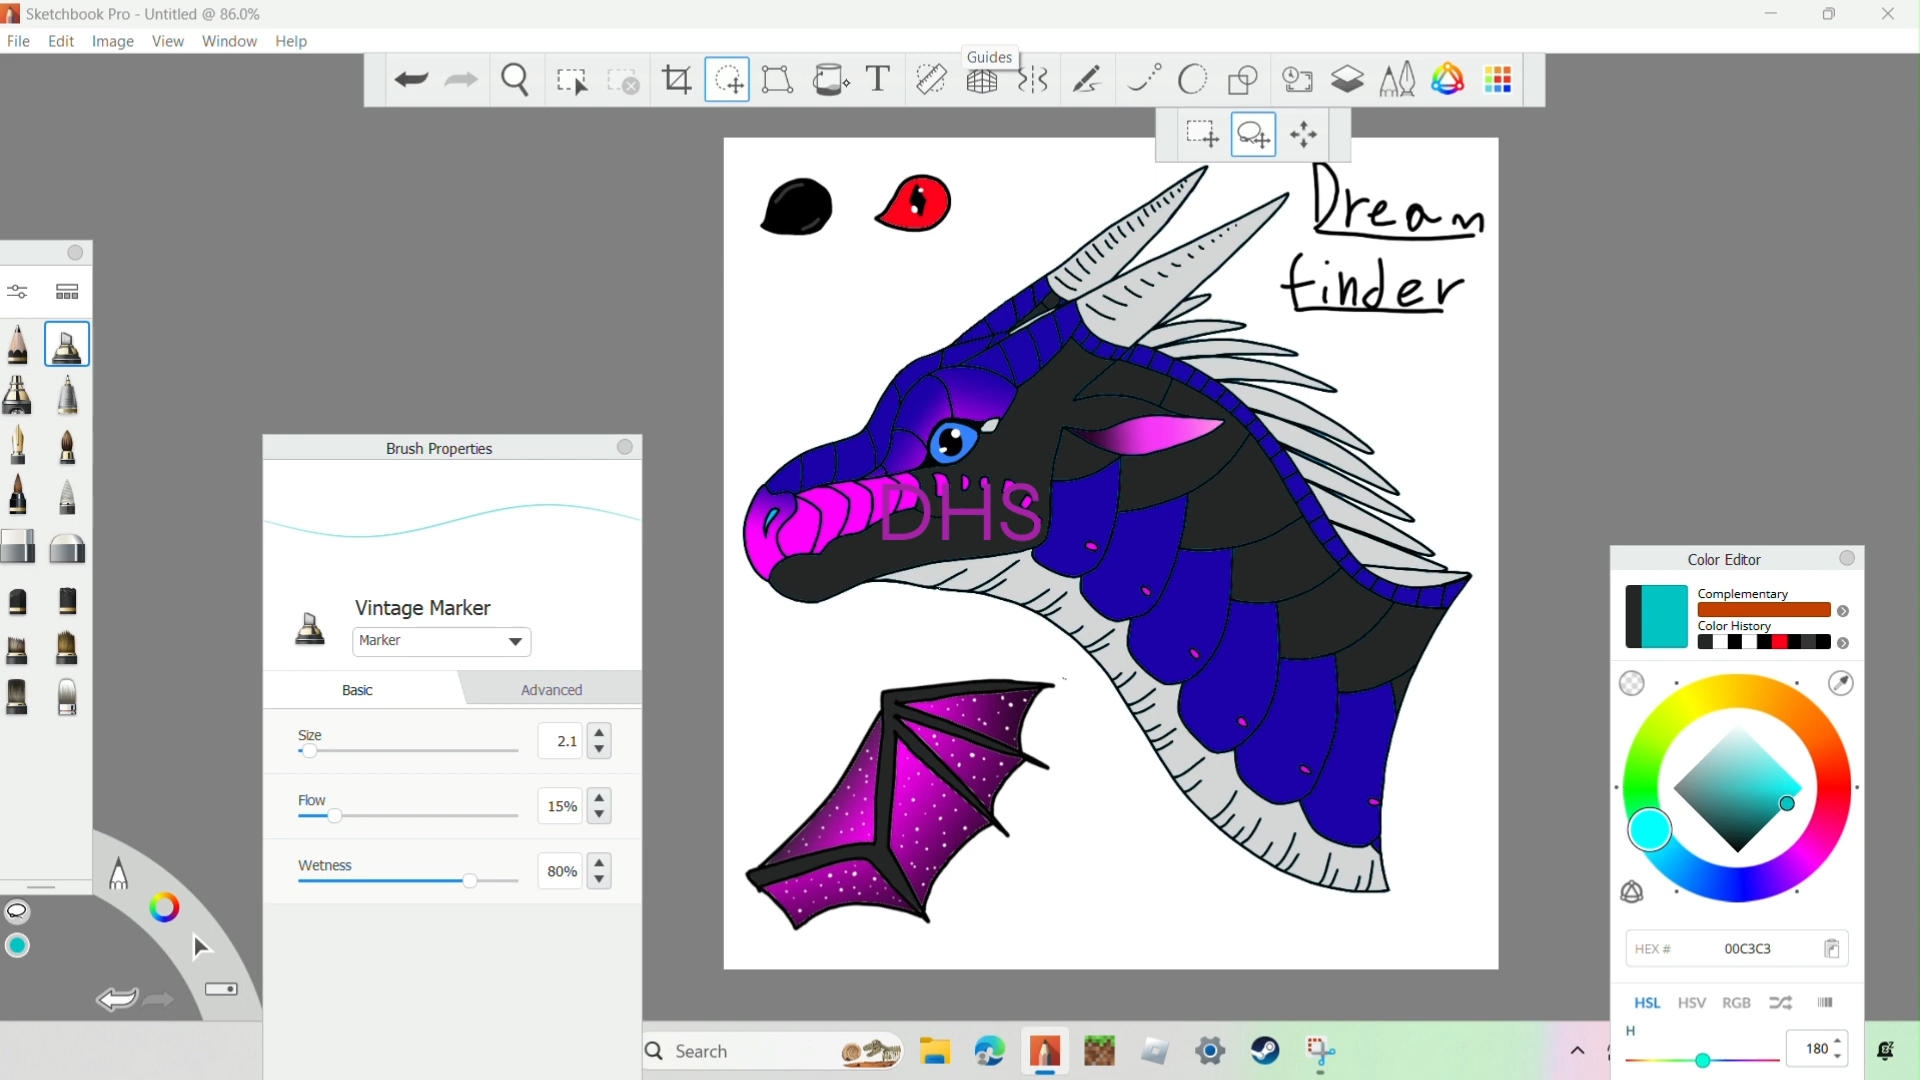 Sketchbook Pro - Untitled @ 86.0%
File Edit Image View Window Help
Guides
T
Dream
finder
DHS
Brush Properties
Vintage Marker
Marker
Basic Advanced
Size 2.1
Flow 15%
Wetness 80%
Color Editor
Complementary
Color History
HEX # 00C3C3
HSL HSV RGB
H
180
Search